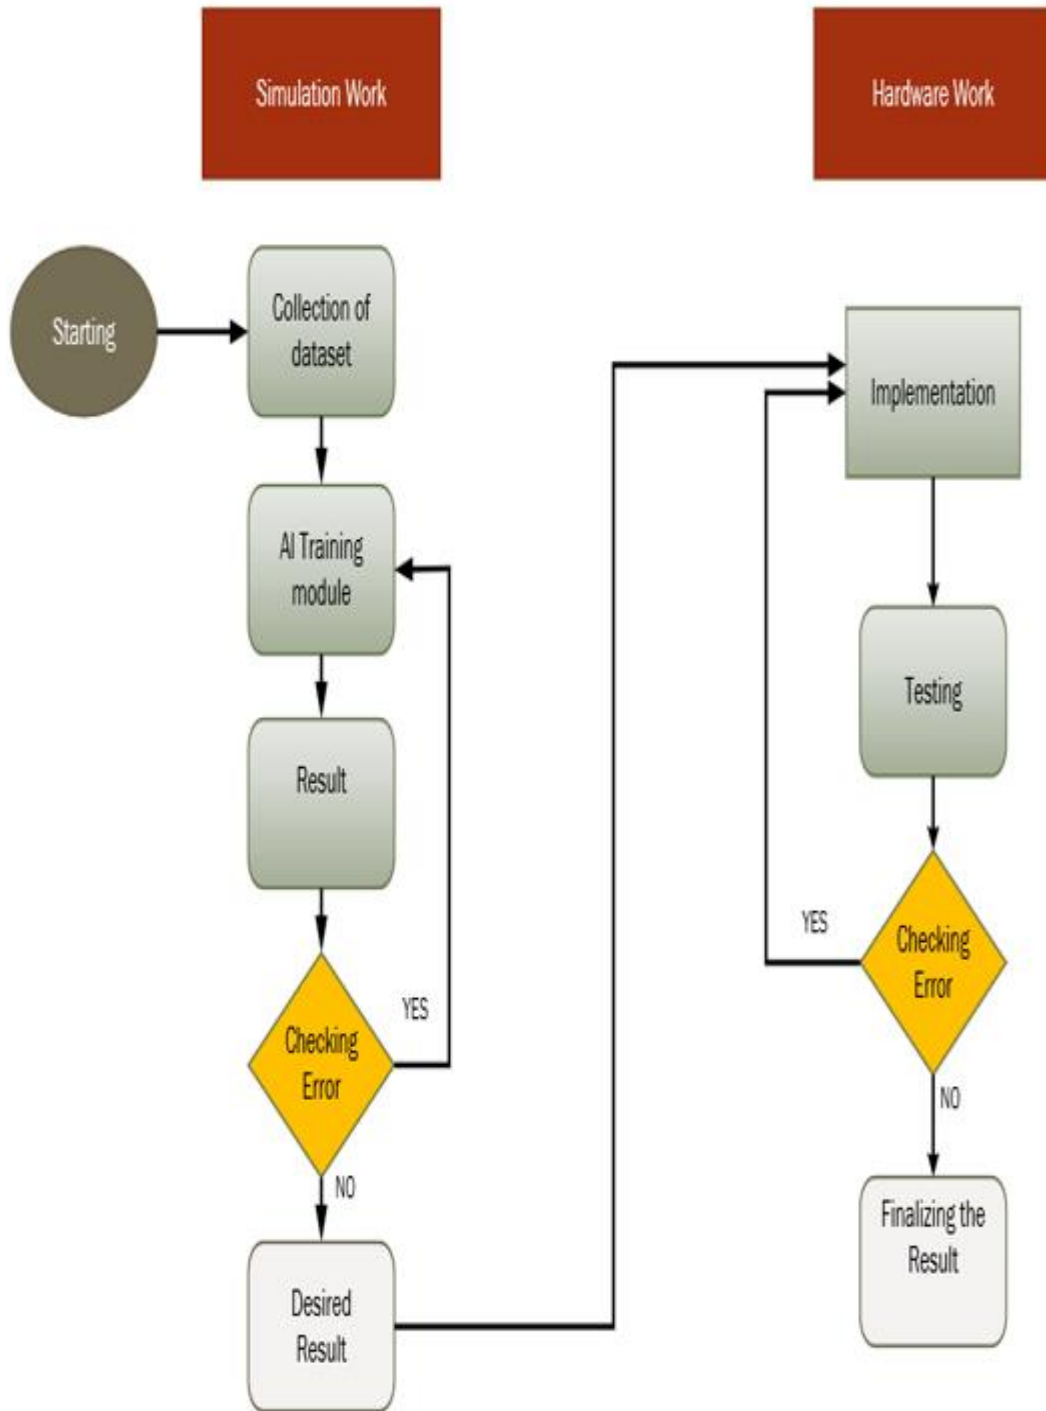 Simulation Work
Hardware Work
Starting
Collection of
dataset
AI Training
module
Result
Checking
Error
YES
NO
Desired
Result
Implementation
Testing
Checking
Error
YES
NO
Finalizing the
Result